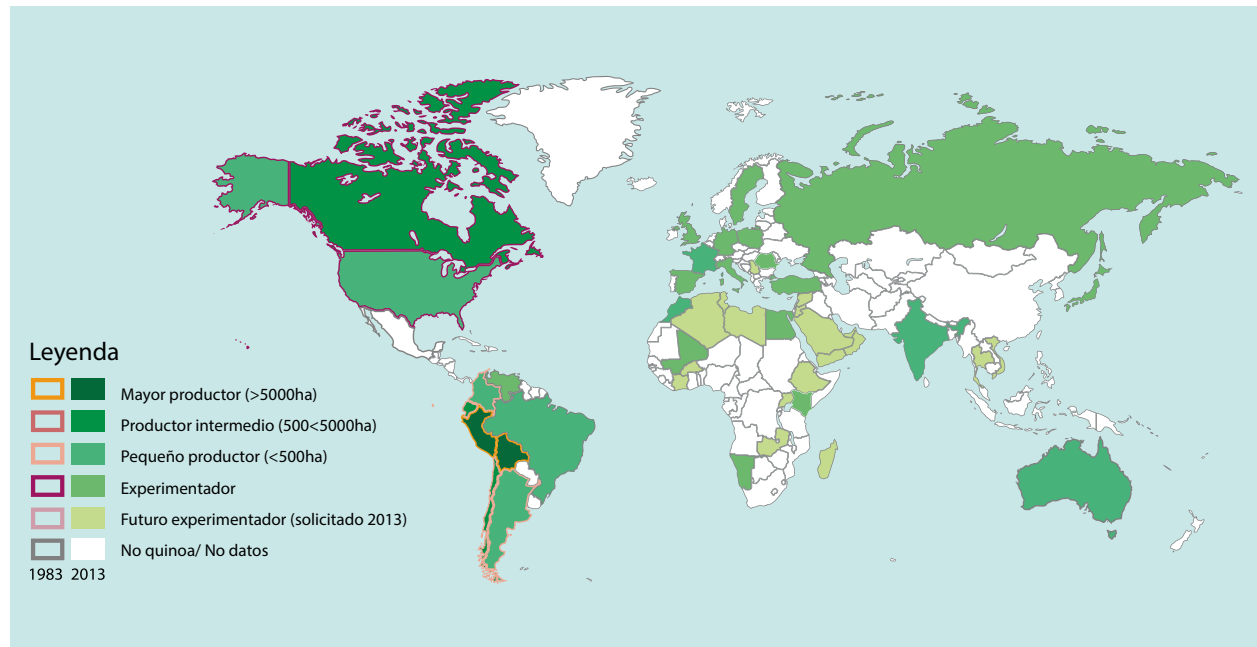 Leyenda
Mayor productor (>5000ha)
Productor intermedio (500<5000ha)
Pequeño productor (<500ha)
Experimentador
Futuro experimentador (solicitado 2013)
No quinoa/ No datos
1983 2013